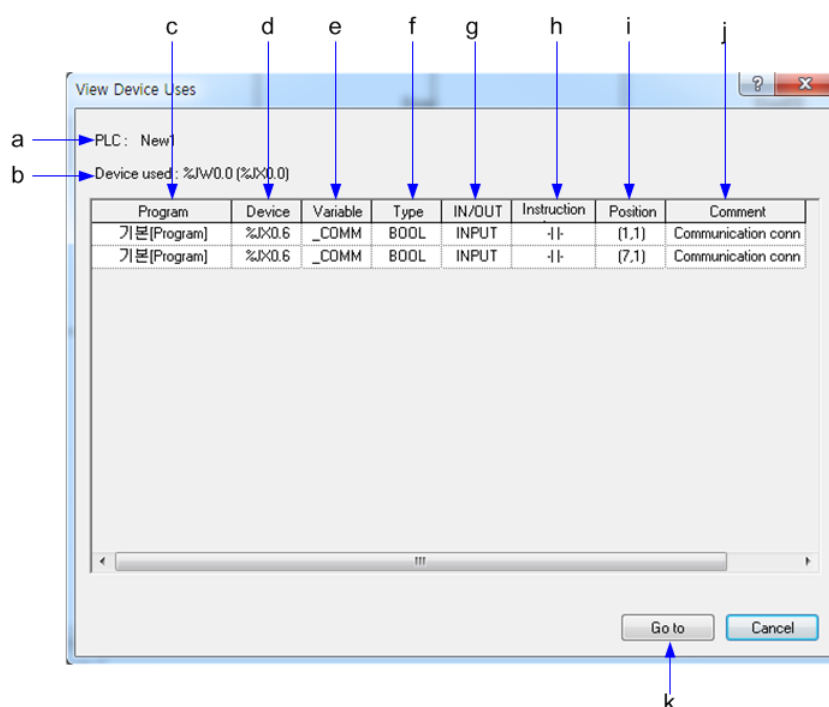 c d e f g h i j
View Device Uses
a PLC : New1
b Device used : %JW0.0 (%JX0.0)
Program Device Variable Type IN/OUT Instruction Position Comment
기본[Program] %JX0.6 _COMM BOOL INPUT -| |- (1,1) Communication conn
기본[Program] %JX0.6 _COMM BOOL INPUT -| |- (7,1) Communication conn
Go to Cancel
k